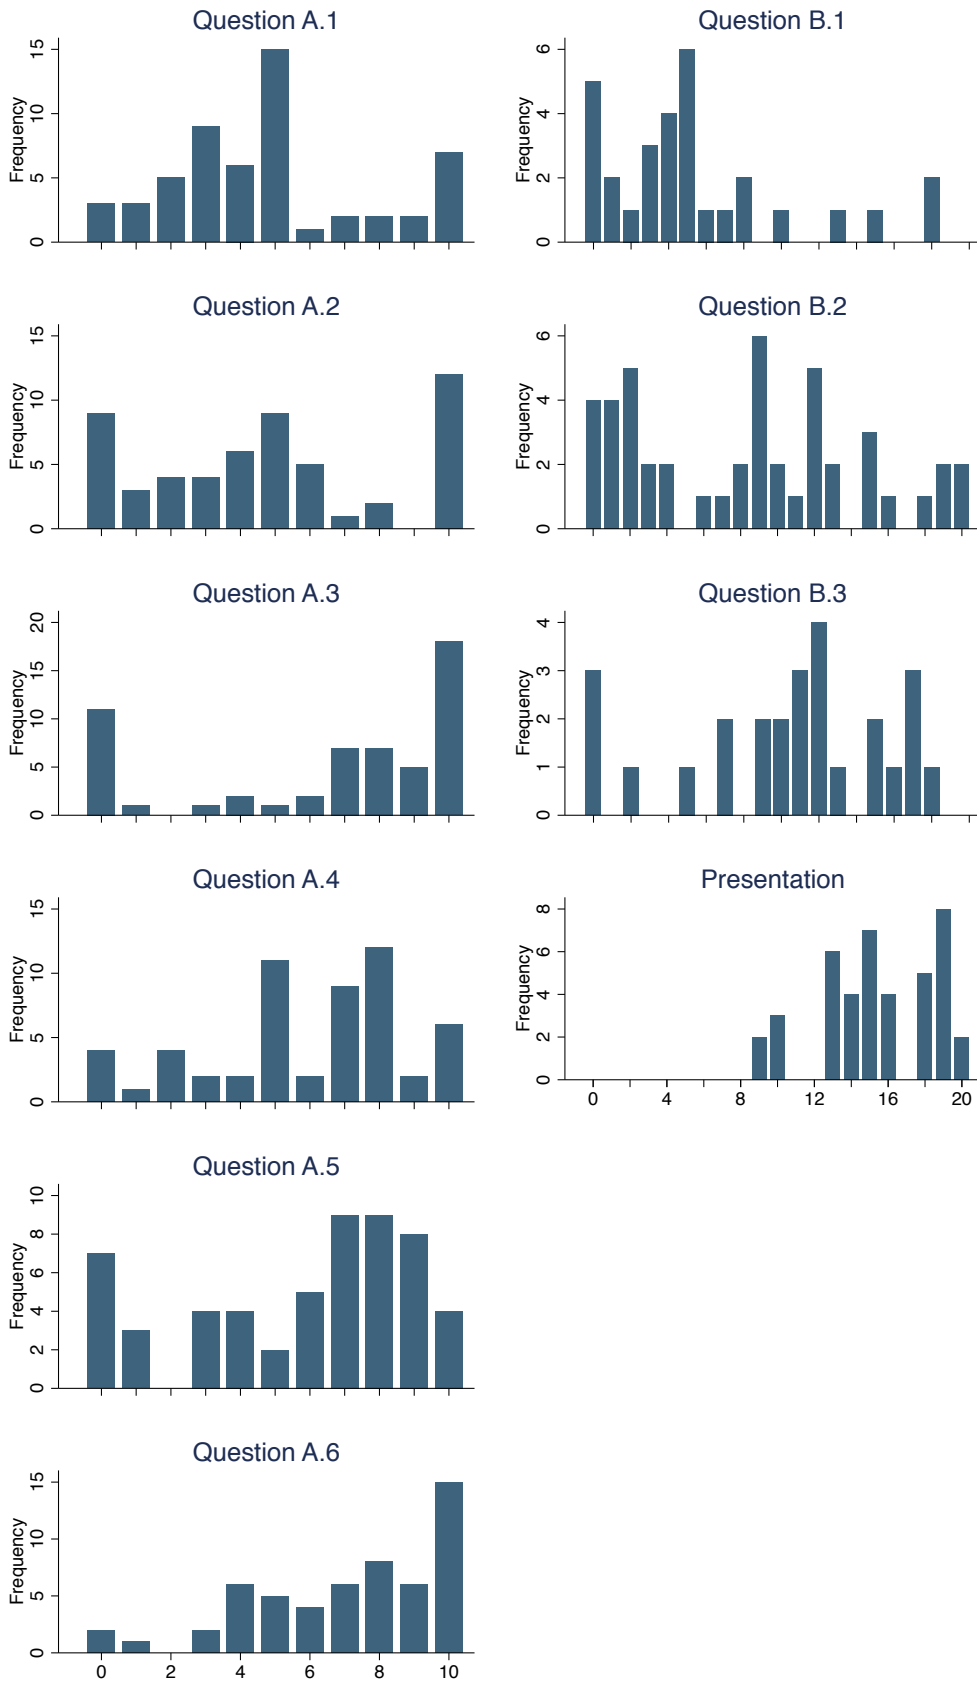 Question A.1
Frequency
0 5 10 15
Question A.2
Frequency
0 5 10 15
Question A.3
Frequency
0 5 10 15 20
Question A.4
Frequency
0 5 10 15
Question A.5
Frequency
0 2 4 6 8 10
Question A.6
Frequency
0 5 10 15
0 2 4 6 8 10
Question B.1
Frequency
0 2 4 6
Question B.2
Frequency
0 2 4 6
Question B.3
Frequency
0 1 2 3 4
Presentation
Frequency
0 2 4 6 8
0 4 8 12 16 20